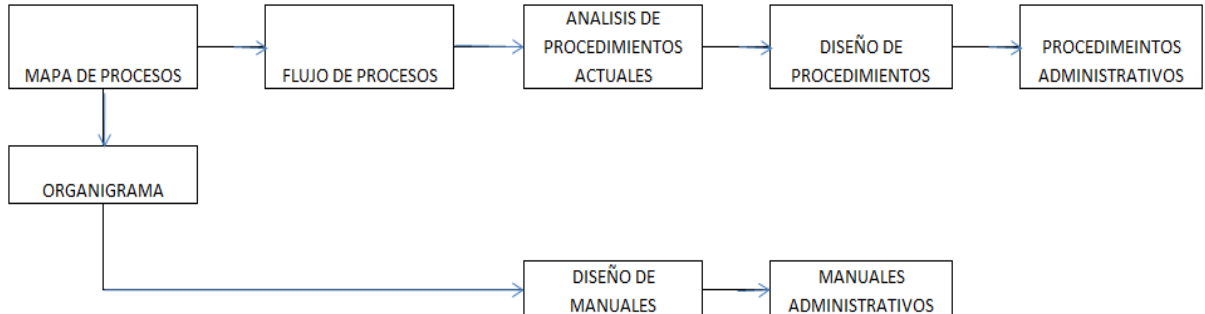 MAPA DE PROCESOS
FLUJO DE PROCESOS
ANALISIS DE
PROCEDIMIENTOS
ACTUALES
DISEÑO DE
PROCEDIMIENTOS
PROCEDIMEINTOS
ADMINISTRATIVOS
ORGANIGRAMA
DISEÑO DE
MANUALES
MANUALES
ADMINISTRATIVOS